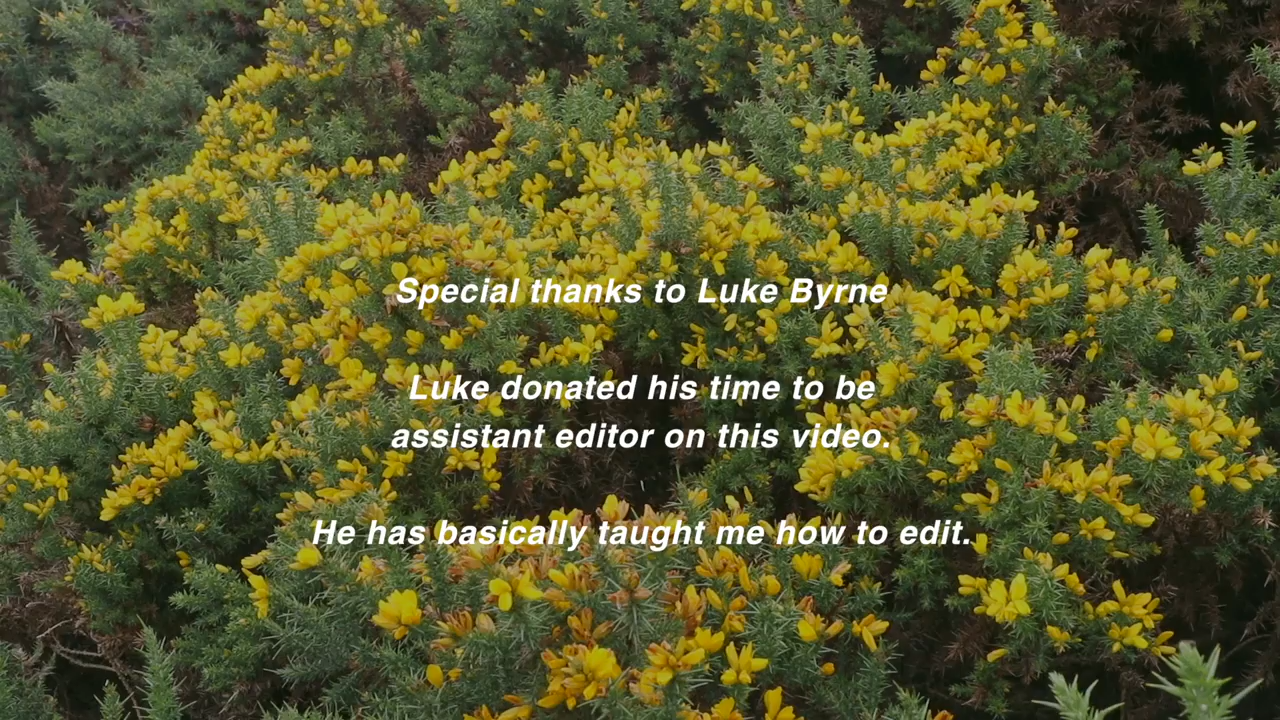 Special thanks to Luke Byrne
Luke donated his time to be
assistant editor on this video.
He has basically taught me how to edit.